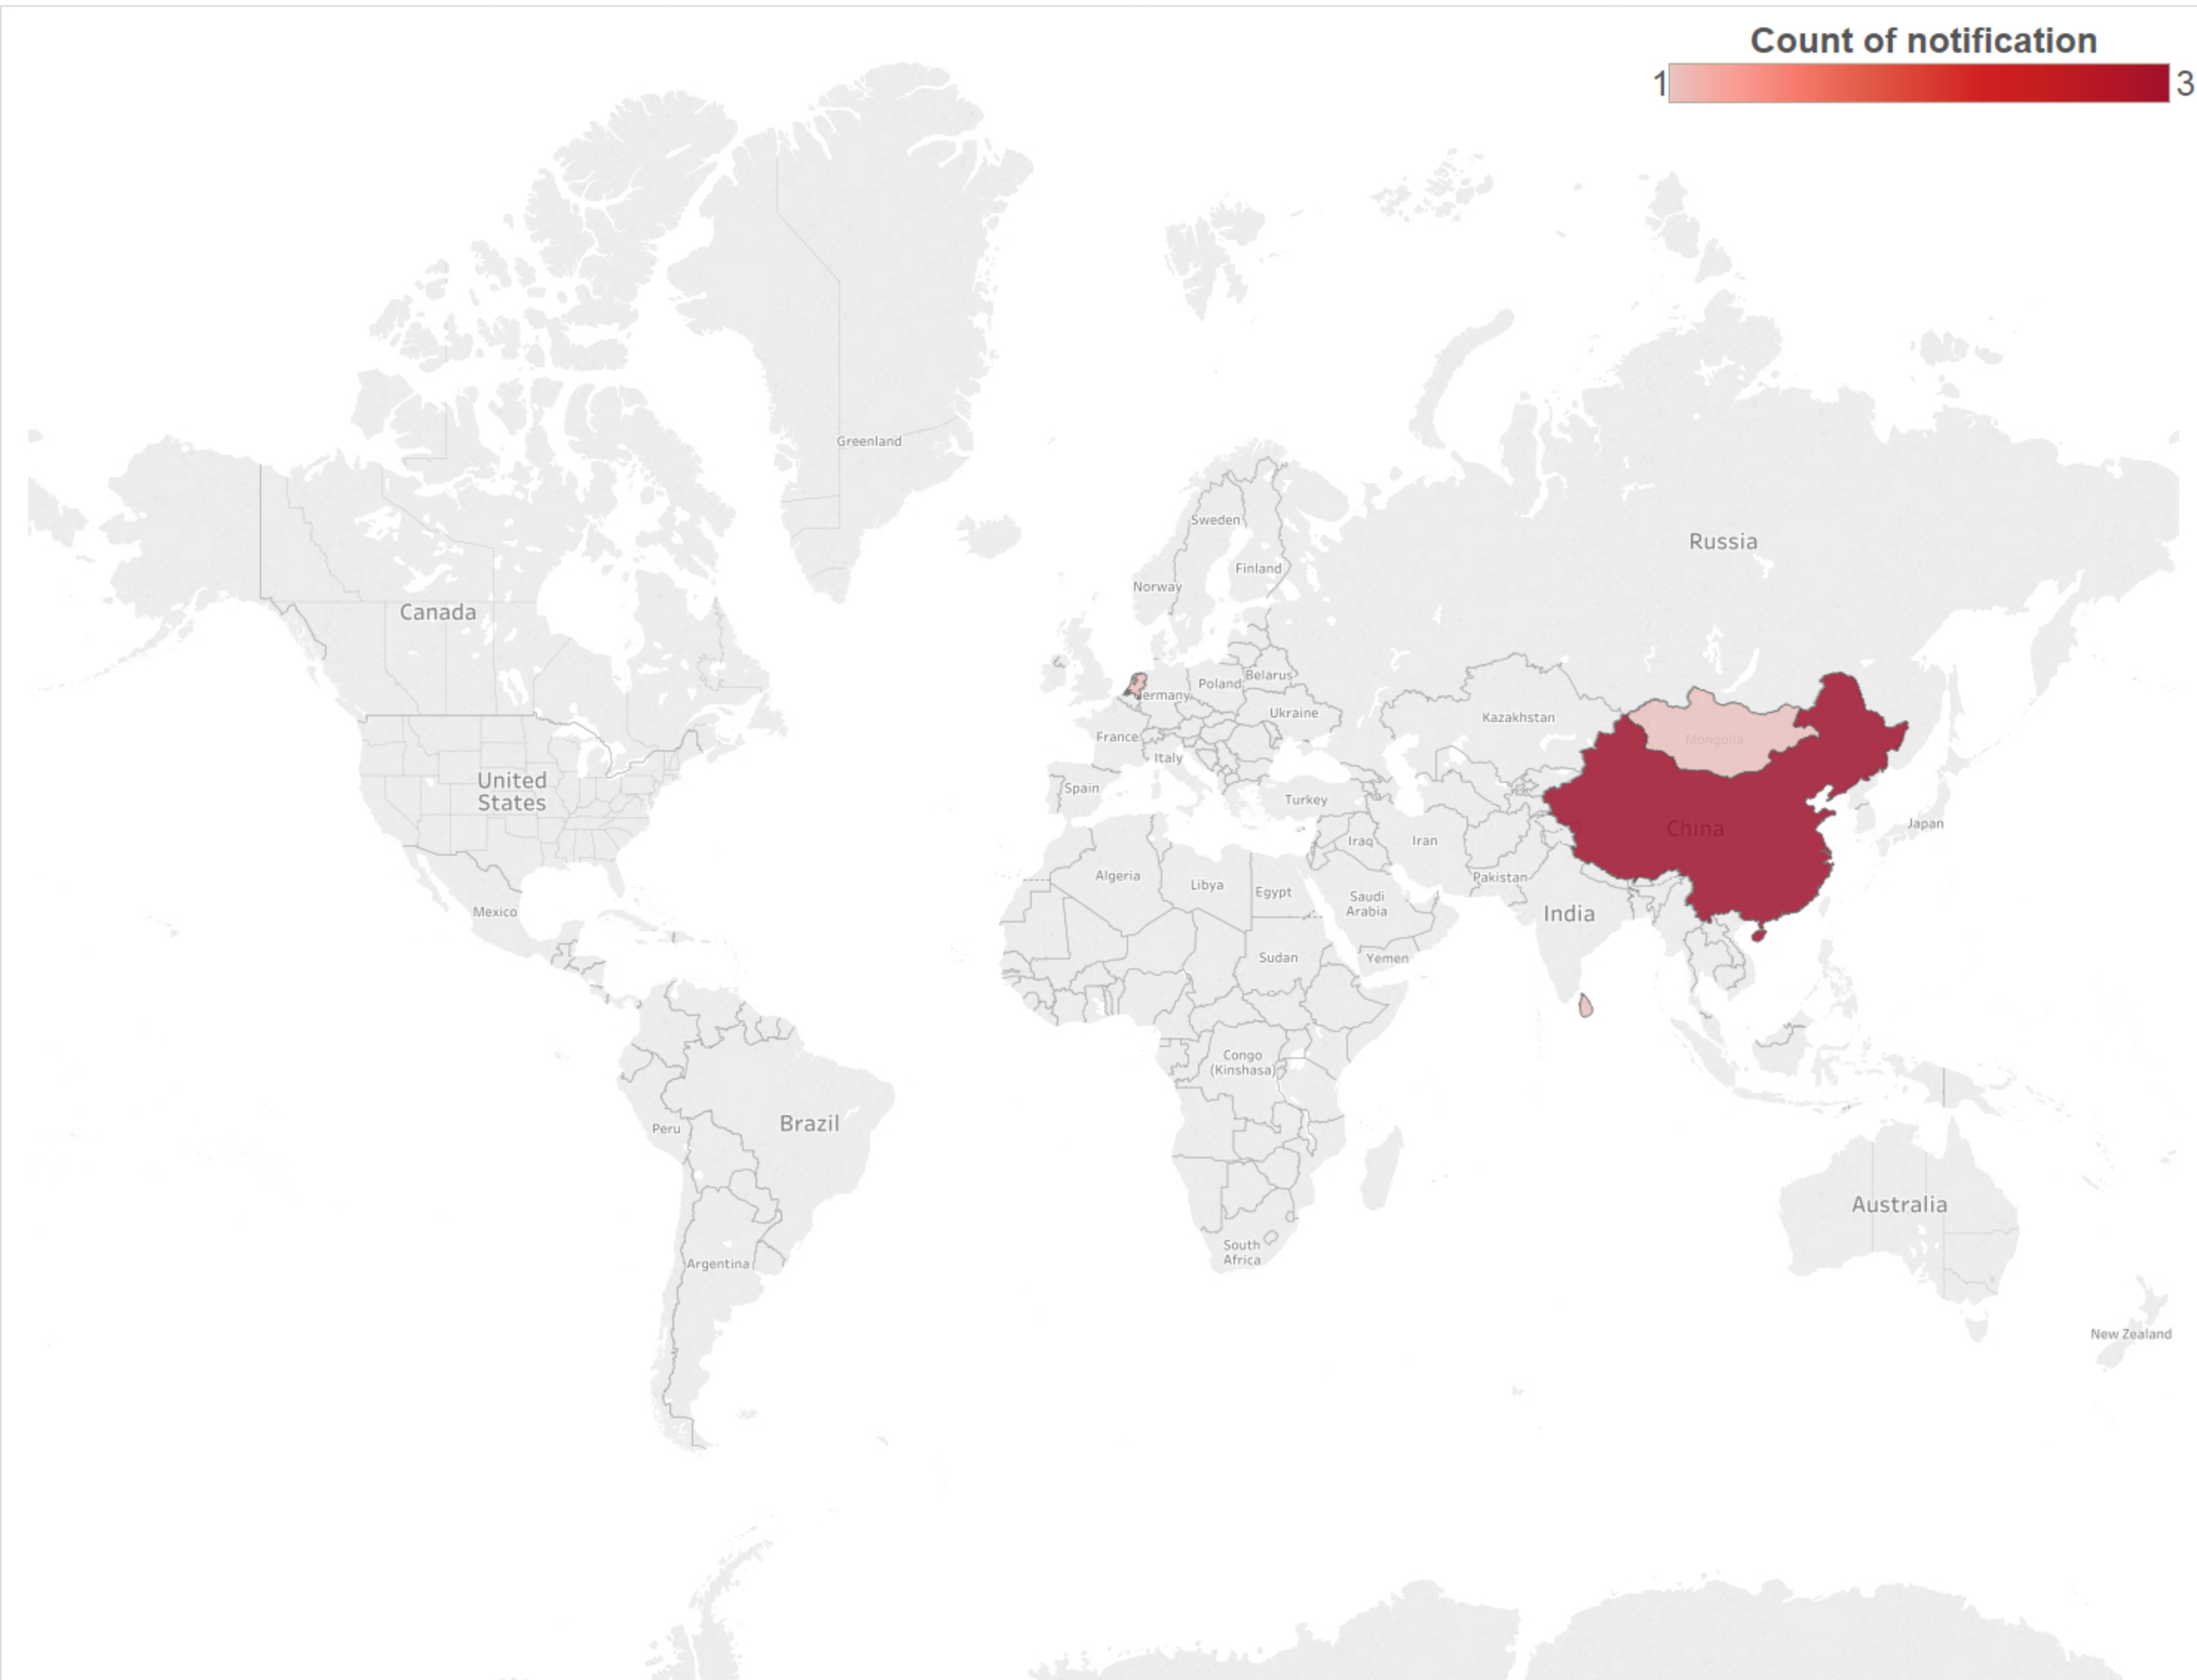 Count of notification
1 3
Greenland
Sweden
Russia
Finland
Norway
Canada
Belarus
Poland
ermany
Ukraine
Kazakhstan
France
Mongolia
Italy
United
States
Spain
Turkey
China
Japan
Iraq
Iran
Algeria
Pakistan
Libya
Egypt
Saudi
Arabia
Mexico
India
Sudan
Yemen
Congo
(Kinshasa)
Brazil
Peru
Australia
South
Africa
Argentina
New Zealand